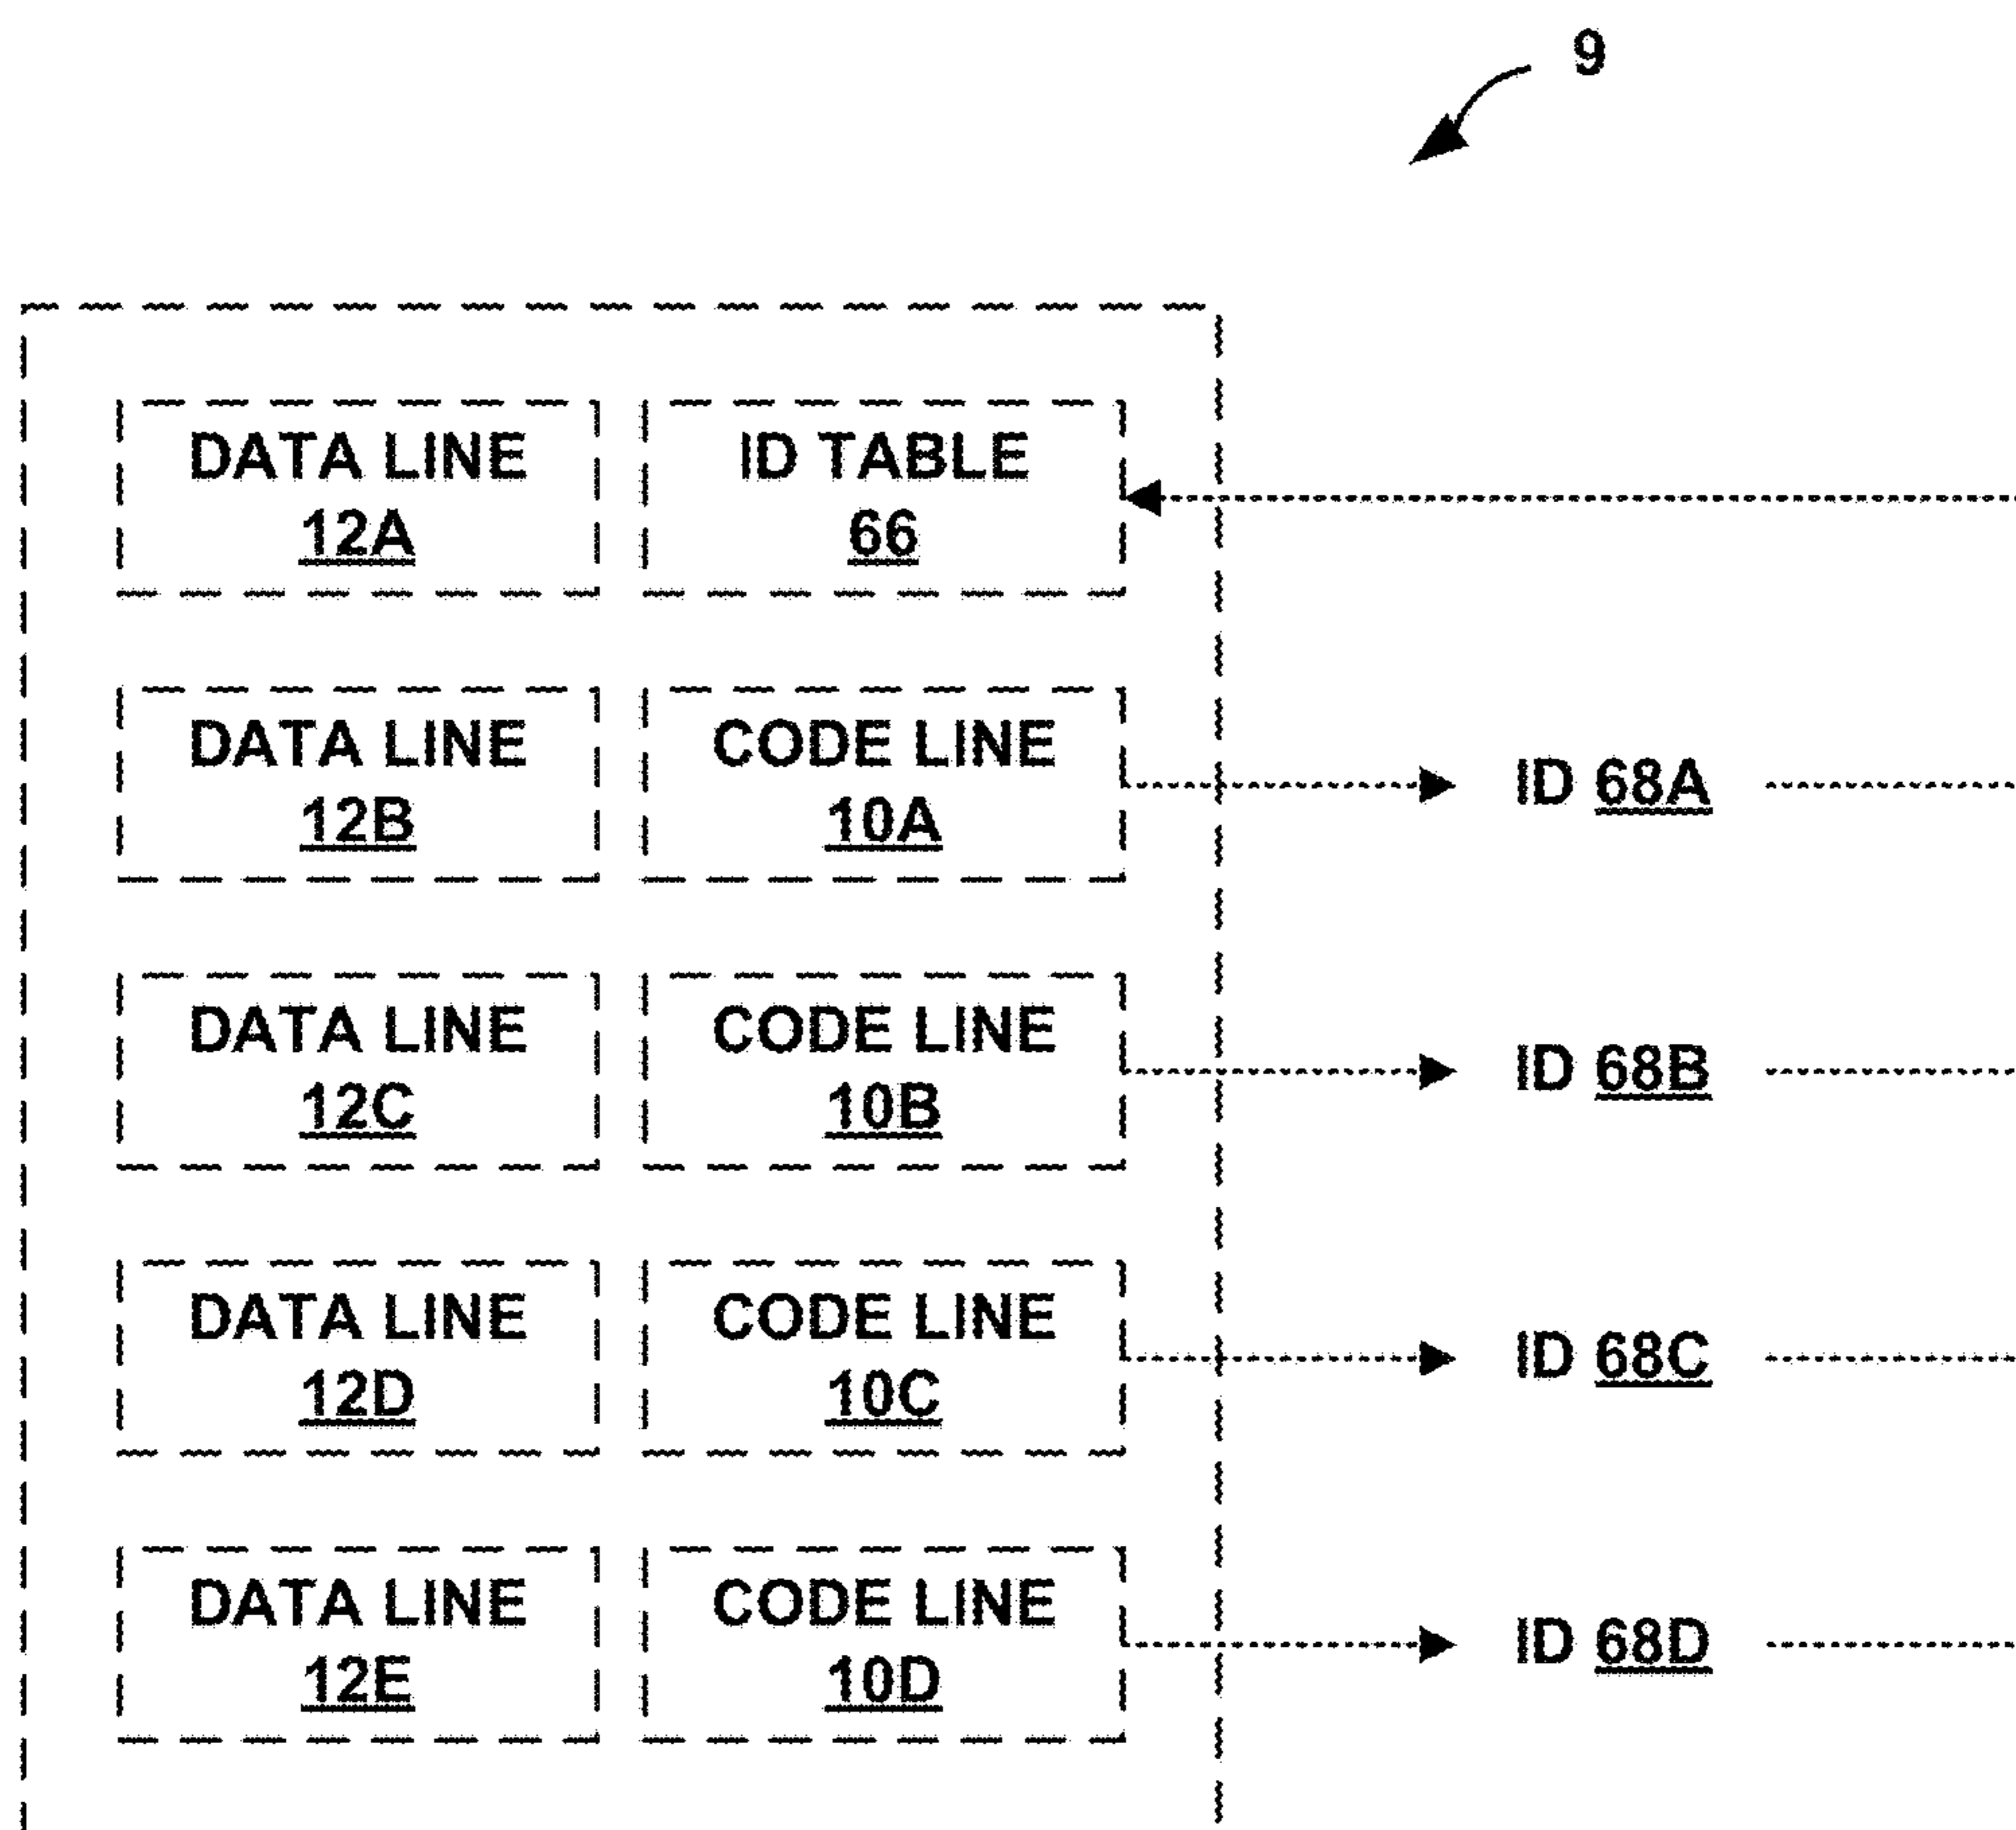 9
DATA LINE
12A
ID TABLE
66
DATA LINE
12B
CODE LINE
10A
ID 68A
DATA LINE
12C
CODE LINE
10B
ID 68B
DATA LINE
12D
CODE LINE
10C
ID 68C
DATA LINE
12E
CODE LINE
10D
ID 68D